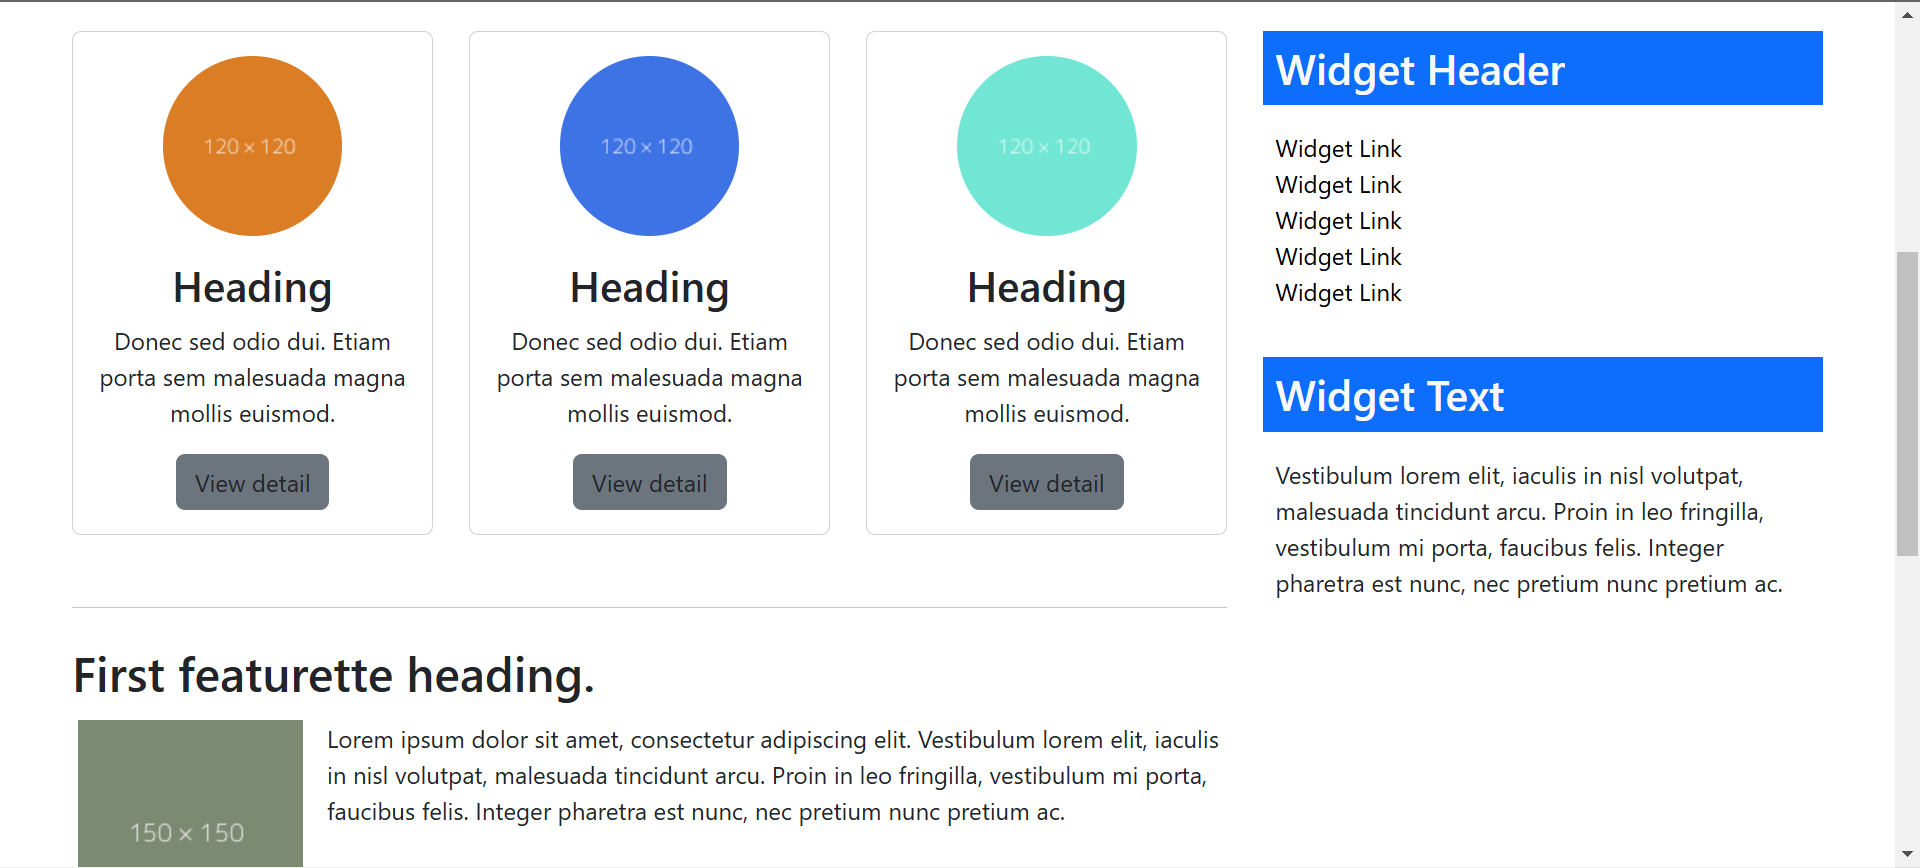 120 × 120
Heading
Donec sed odio dui. Etiam
porta sem malesuada magna
mollis euismod.
View detail
120 × 120
Heading
Donec sed odio dui. Etiam
porta sem malesuada magna
mollis euismod.
View detail
120 × 120
Heading
Donec sed odio dui. Etiam
porta sem malesuada magna
mollis euismod.
View detail
First featurette heading.
150 × 150
Lorem ipsum dolor sit amet, consectetur adipiscing elit. Vestibulum lorem elit, iaculis
in nisl volutpat, malesuada tincidunt arcu. Proin in leo fringilla, vestibulum mi porta,
faucibus felis. Integer pharetra est nunc, nec pretium nunc pretium ac.
Widget Header
Widget Link
Widget Link
Widget Link
Widget Link
Widget Link
Widget Text
Vestibulum lorem elit, iaculis in nisl volutpat,
malesuada tincidunt arcu. Proin in leo fringilla,
vestibulum mi porta, faucibus felis. Integer
pharetra est nunc, nec pretium nunc pretium ac.